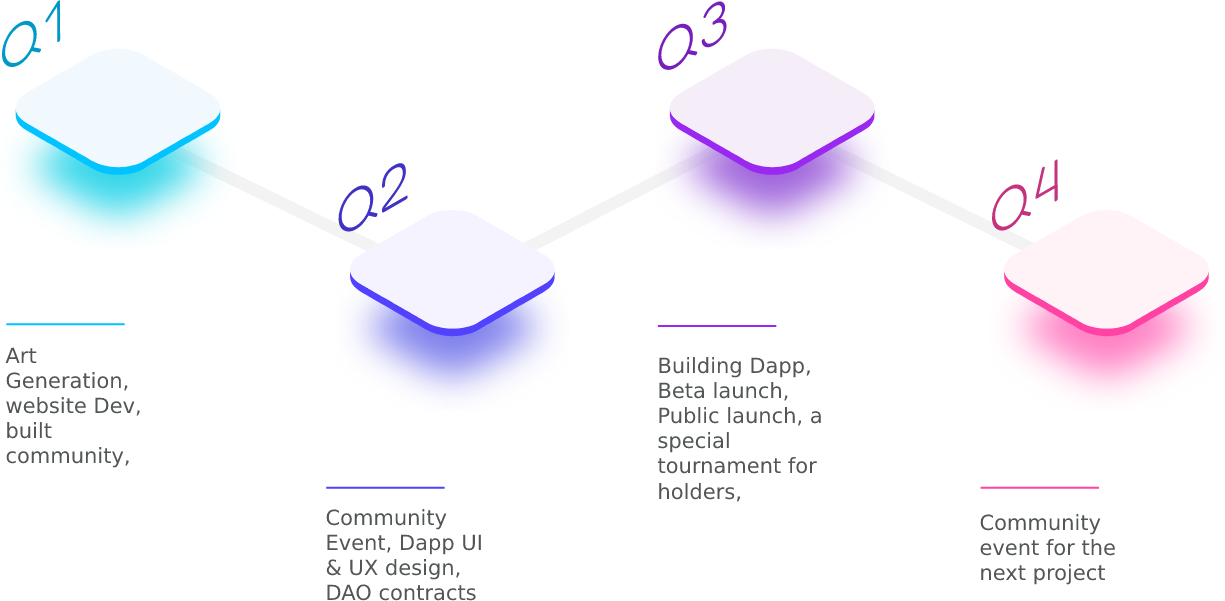 Q1
Art
Generation,
website Dev,
built
community,
Q2
Community
Event, Dapp UI
& UX design,
DAO contracts
Q3
Building Dapp,
Beta launch,
Public launch, a
special
tournament for
holders,
Q4
Community
event for the
next project